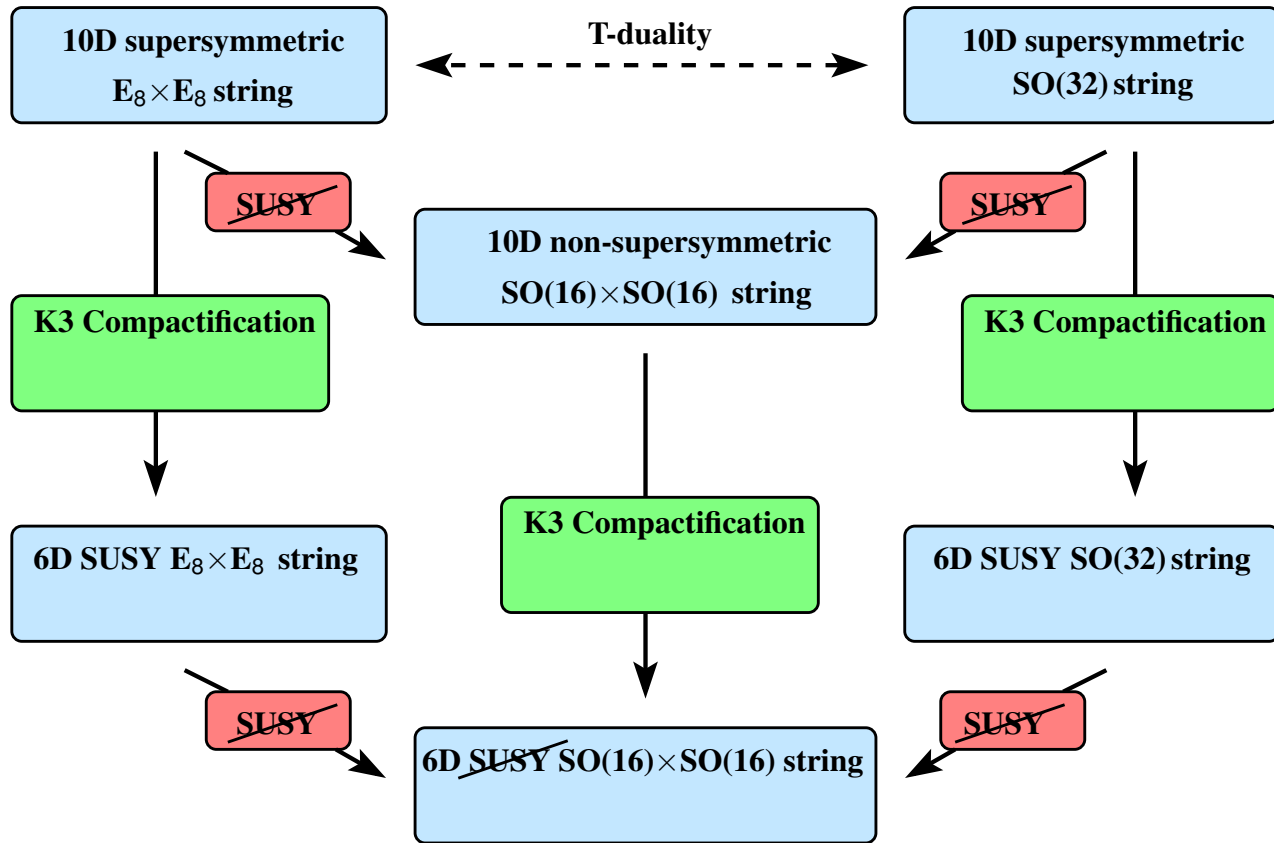 10D supersymmetric
E₈×E₈ string
T-duality
10D supersymmetric
SO(32) string
SUSY
SUSY
10D non-supersymmetric
SO(16)×SO(16) string
K3 Compactification
K3 Compactification
K3 Compactification
6D SUSY E₈×E₈ string
6D SUSY SO(32) string
SUSY
SUSY
6D SUSY SO(16)×SO(16) string